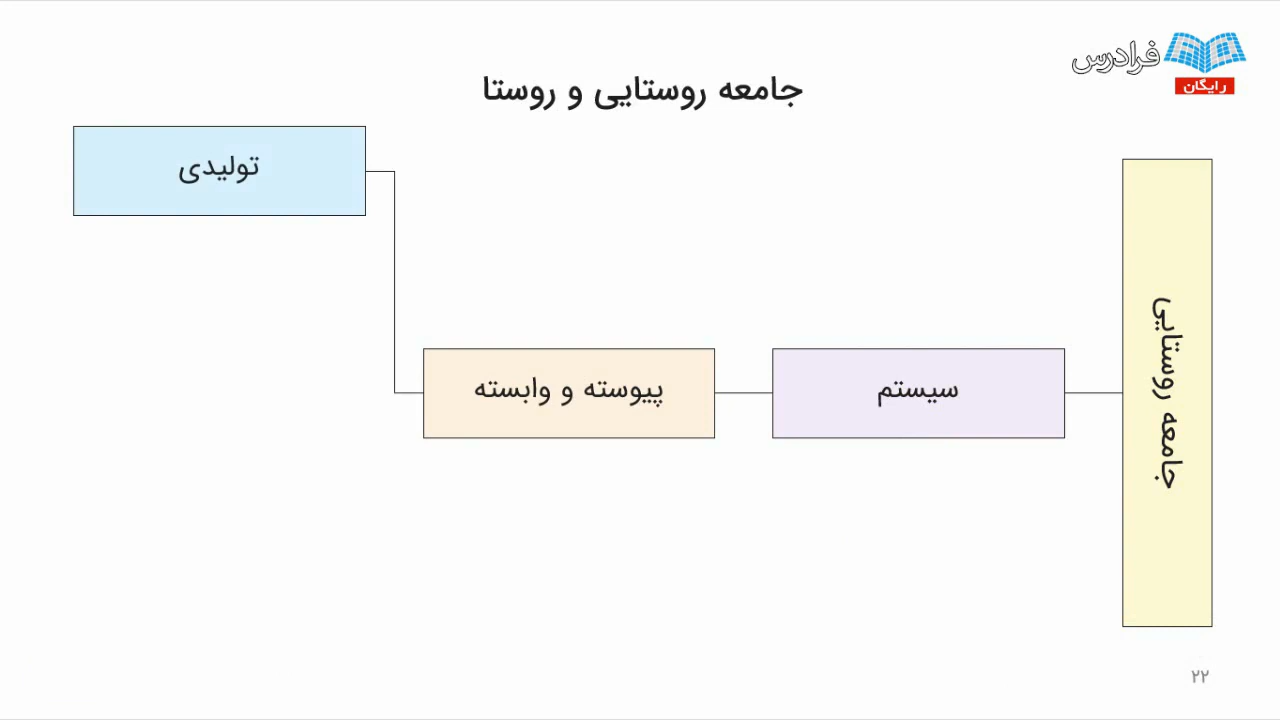 فرادرس
رایگان
جامعه روستایی و روستا
جامعه روستایی
سیستم
پیوسته و وابسته
تولیدی
۲۲